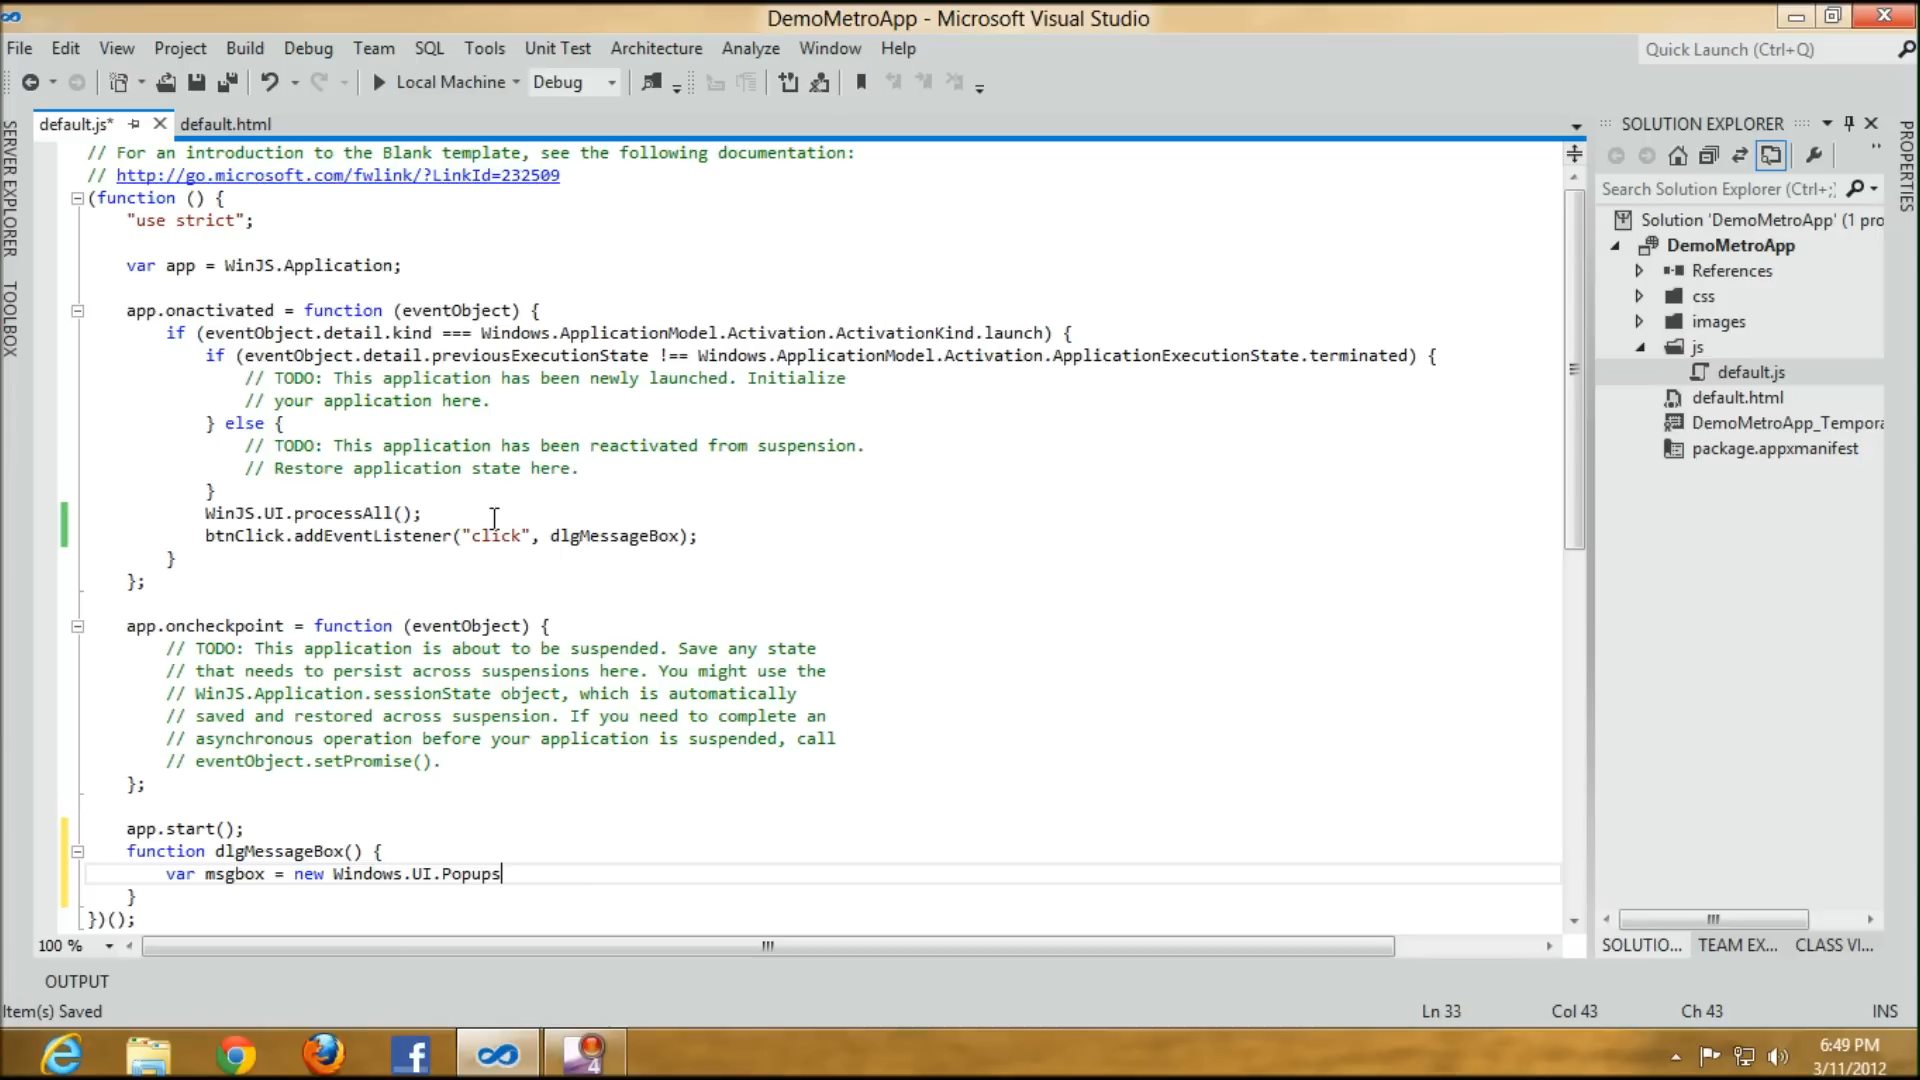 DemoMetroApp - Microsoft Visual Studio
File Edit View Project Build Debug Team SQL Tools Unit Test Architecture Analyze Window Help
Quick Launch (Ctrl+Q)
Local Machine Debug
default.js* default.html
SERVER EXPLORER
TOOLBOX
// For an introduction to the Blank template, see the following documentation:
// http://go.microsoft.com/fwlink/?LinkId=232509
(function () {
"use strict";
var app = WinJS.Application;
app.onactivated = function (eventObject) {
if (eventObject.detail.kind === Windows.ApplicationModel.Activation.ActivationKind.launch) {
if (eventObject.detail.previousExecutionState !== Windows.ApplicationModel.Activation.ApplicationExecutionState.terminated) {
// TODO: This application has been newly launched. Initialize
// your application here.
} else {
// TODO: This application has been reactivated from suspension.
// Restore application state here.
}
WinJS.UI.processAll();
btnClick.addEventListener("click", dlgMessageBox);
}
};
app.oncheckpoint = function (eventObject) {
// TODO: This application is about to be suspended. Save any state
// that needs to persist across suspensions here. You might use the
// WinJS.Application.sessionState object, which is automatically
// saved and restored across suspension. If you need to complete an
// asynchronous operation before your application is suspended, call
// eventObject.setPromise().
};
app.start();
function dlgMessageBox() {
var msgbox = new Windows.UI.Popups
}
})();
100 %
SOLUTION EXPLORER
Search Solution Explorer (Ctrl+;)
Solution 'DemoMetroApp' (1 pro
DemoMetroApp
References
css
images
js
default.js
default.html
DemoMetroApp_Tempora
package.appxmanifest
SOLUTIO... TEAM EX... CLASS VI...
PROPERTIES
OUTPUT
Item(s) Saved Ln 33 Col 43 Ch 43 INS
4
6:49 PM
3/11/2012